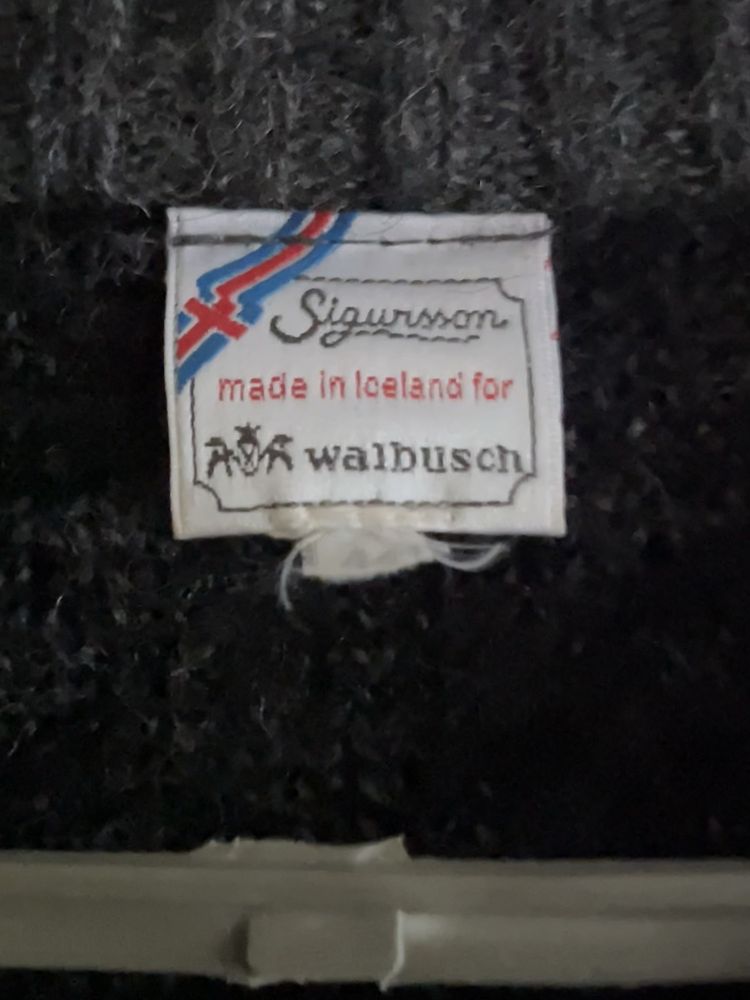 Sigursson
made in Iceland for
walbusch